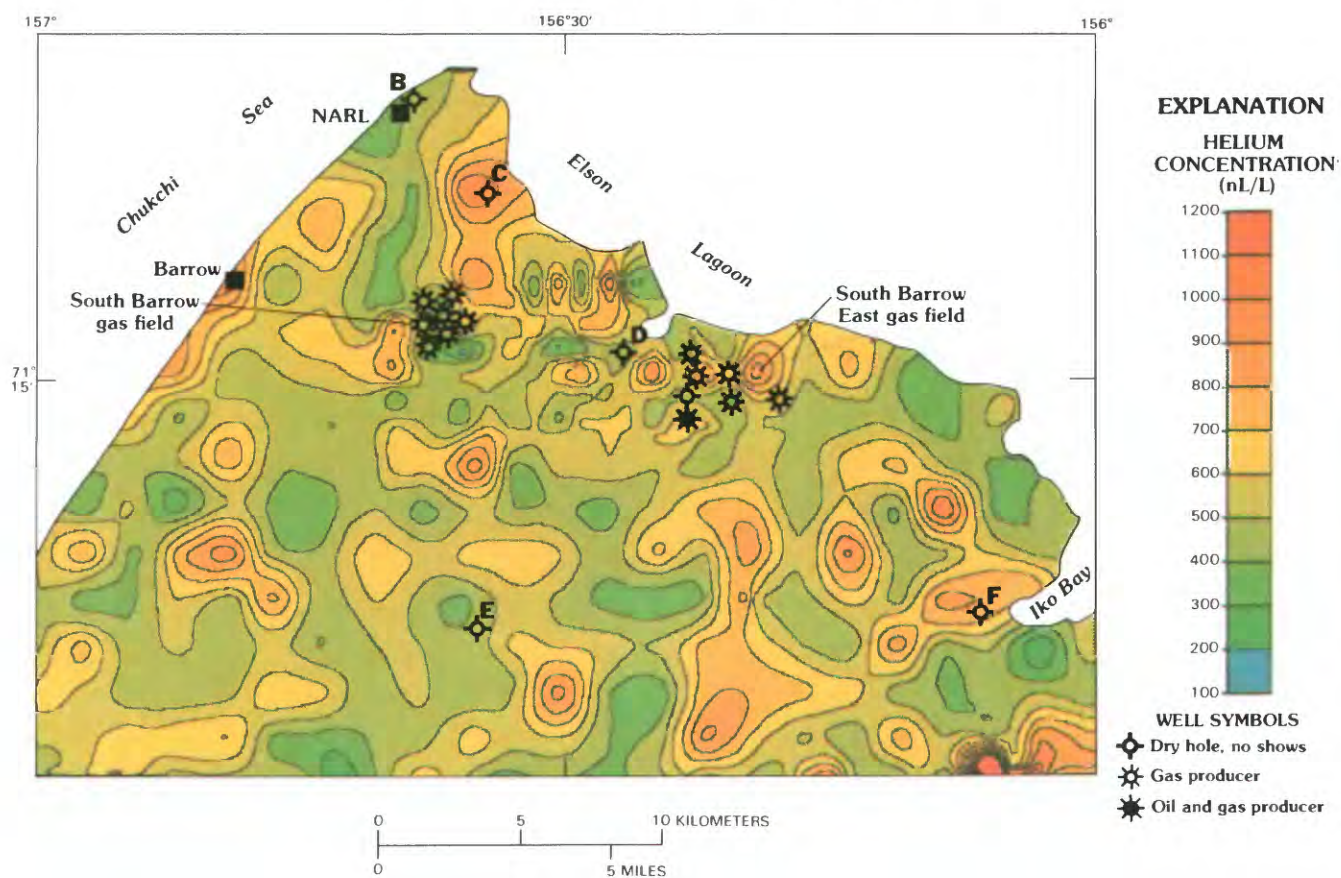 157°
156°30'
156°
B
NARL
Sea
Chukchi
C
Elson
Lagoon
Barrow
South Barrow
gas field
South Barrow
East gas field
D
71°
15'
E
F
Iko Bay
0 5 10 KILOMETERS
0 5 MILES
EXPLANATION
HELIUM
CONCENTRATION
(nL/L)
1200
1100
1000
900
800
700
600
500
400
300
200
100
WELL SYMBOLS
Dry hole, no shows
Gas producer
Oil and gas producer